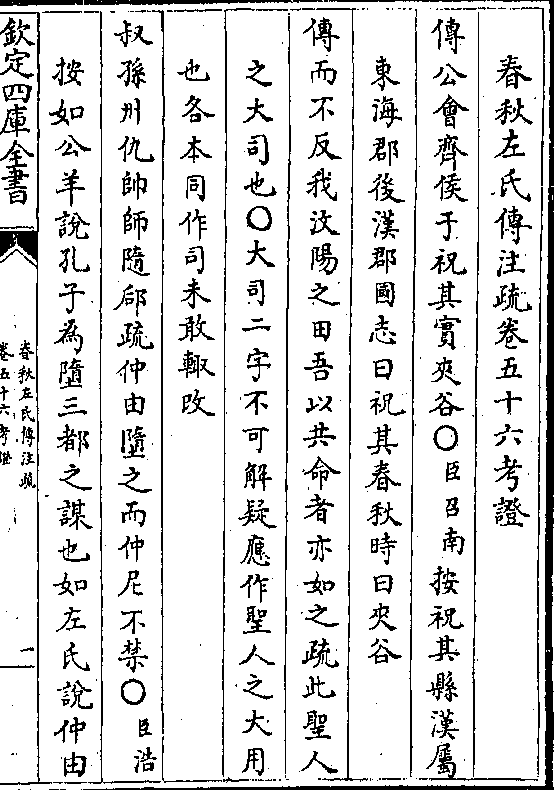 春秋左氏傳注疏卷五十六考證
傳公會齊侯于祝其實夾谷○臣召南按祝其縣漢屬
東海郡後漢郡國志曰祝其春秋時曰夾谷
傳而不反我汶陽之田吾以共命者亦如之疏此聖人
之大司也○大司二字不可解疑應作聖人之大用
也各本同作司未敢輙改
叔孫州仇帥師隨郈疏仲由墮之而仲尼不禁○臣浩
按如公羊說孔子為墮三都之謀也如左氏說仲由
欽定四庫全書
春秋左氏傳注疏
卷五十六考證
一